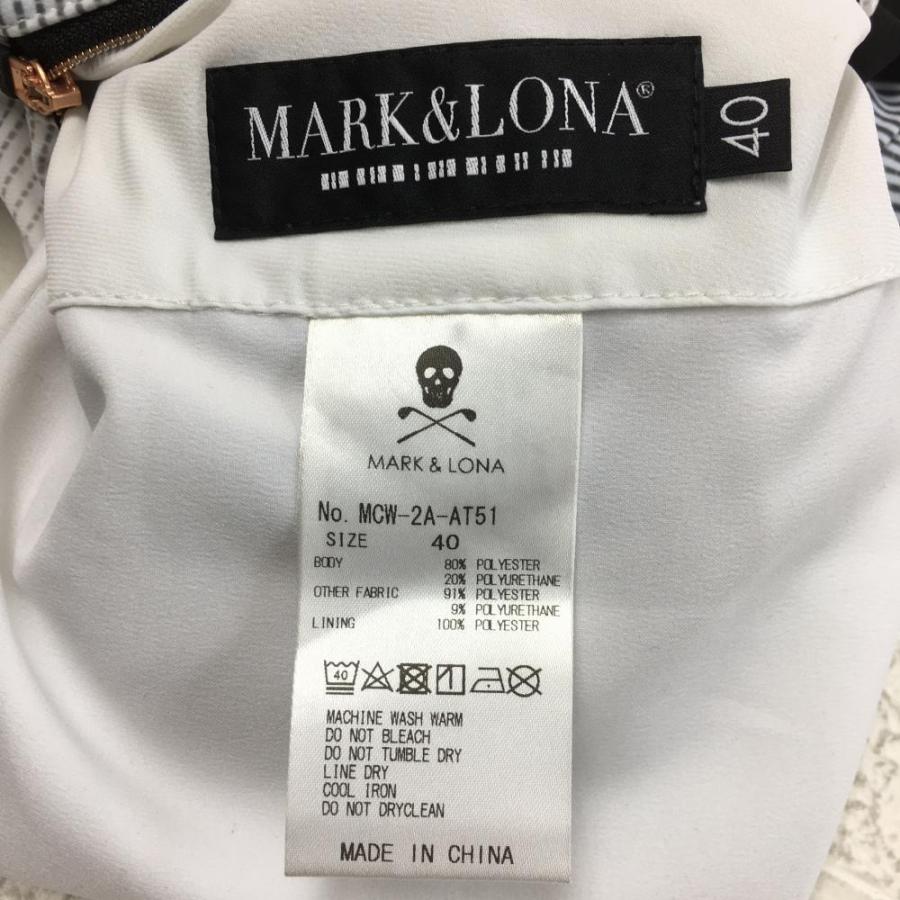 MARK&LONA®
40
MARK & LONA
No. MCW-2A-AT51
SIZE 40
BODY 80% POLYESTER
20% POLYURETHANE
OTHER FABRIC 91% POLYESTER
9% POLYURETHANE
LINING 100% POLYESTER
40
MACHINE WASH WARM
DO NOT BLEACH
DO NOT TUMBLE DRY
LINE DRY
COOL IRON
DO NOT DRYCLEAN
MADE IN CHINA